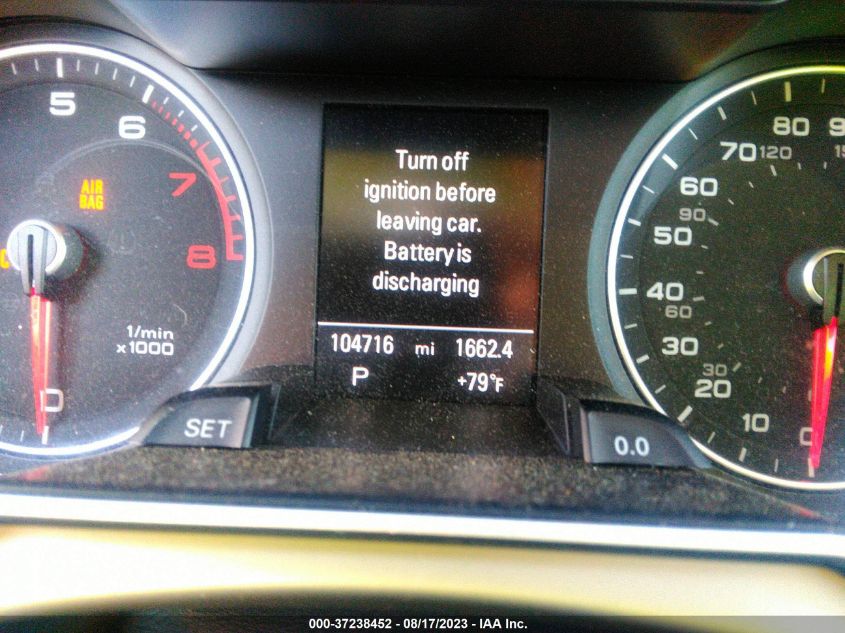 5
6
7
8
AIR
BAG
1/min
x1000
0
SET
Turn off
ignition before
leaving car.
Battery is
discharging
104716 mi 1662.4
P +79°F
80
70 120
60
90
50
40
60
30
30
20
10
0
0.0
000-37238452 - 08/17/2023 - IAA Inc.